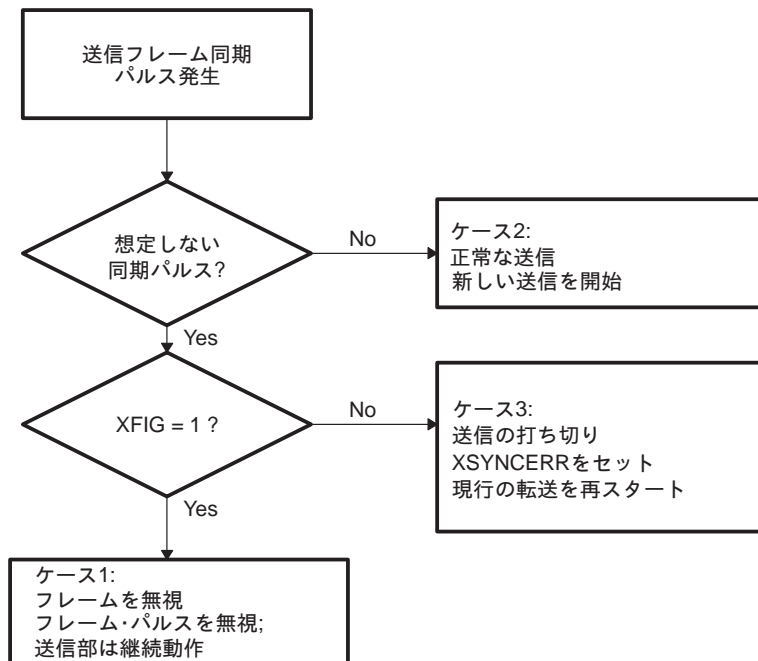 送信フレーム同期
パルス発生
想定しない
同期パルス?
No
ケース2:
正常な送信
新しい送信を開始
Yes
XFIG = 1 ?
No
ケース3:
送信の打ち切り
XSYNCERRをセット
現行の転送を再スタート
Yes
ケース1:
フレームを無視
フレーム･パルスを無視;
送信部は継続動作